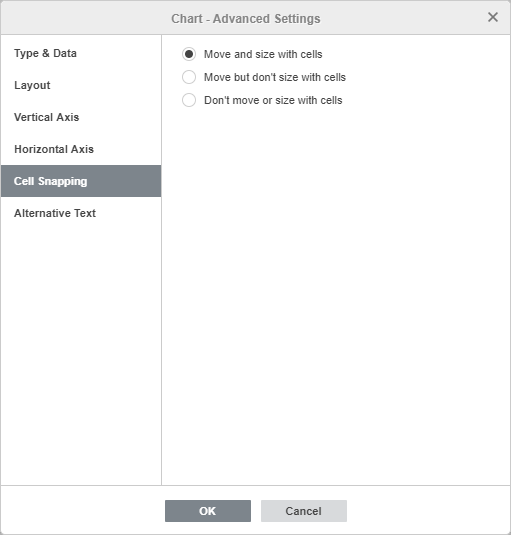 Chart - Advanced Settings
Type & Data
Layout
Vertical Axis
Horizontal Axis
Cell Snapping
Alternative Text
Move and size with cells
Move but don't size with cells
Don't move or size with cells
OK
Cancel